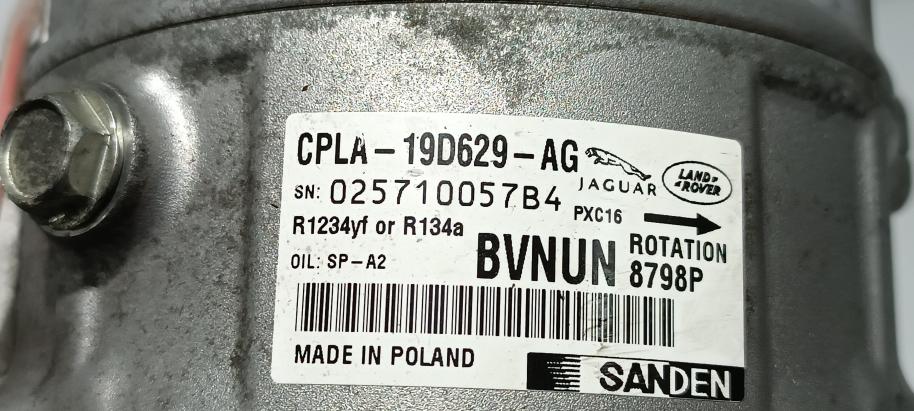 CPLA-19D629-AG
JAGUAR
LAND-
ROVER
SN: 025710057B4
PXC16
R1234yf or R134a
ROTATION
OIL: SP-A2
BVNUN
8798P
MADE IN POLAND
SANDEN